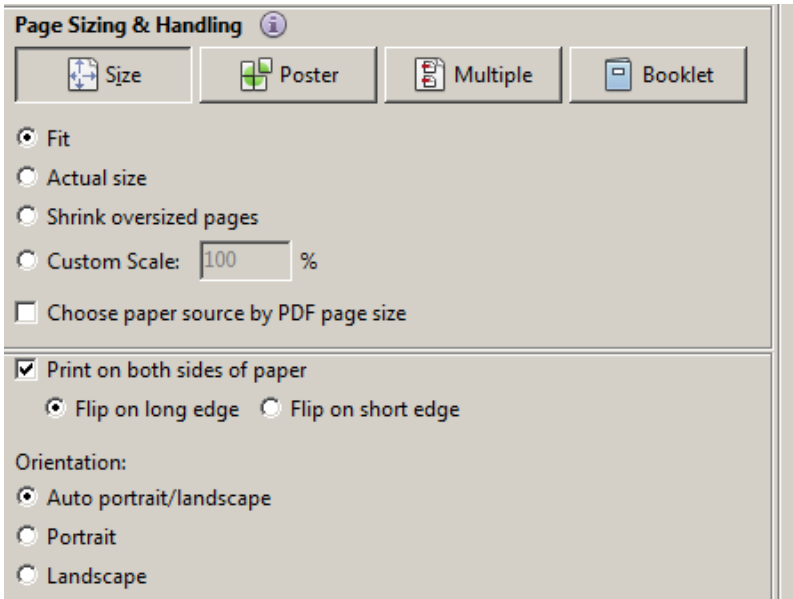 Page Sizing & Handling
Size Poster Multiple Booklet
Fit
Actual size
Shrink oversized pages
Custom Scale: 100 %
Choose paper source by PDF page size
Print on both sides of paper
Flip on long edge Flip on short edge
Orientation:
Auto portrait/landscape
Portrait
Landscape